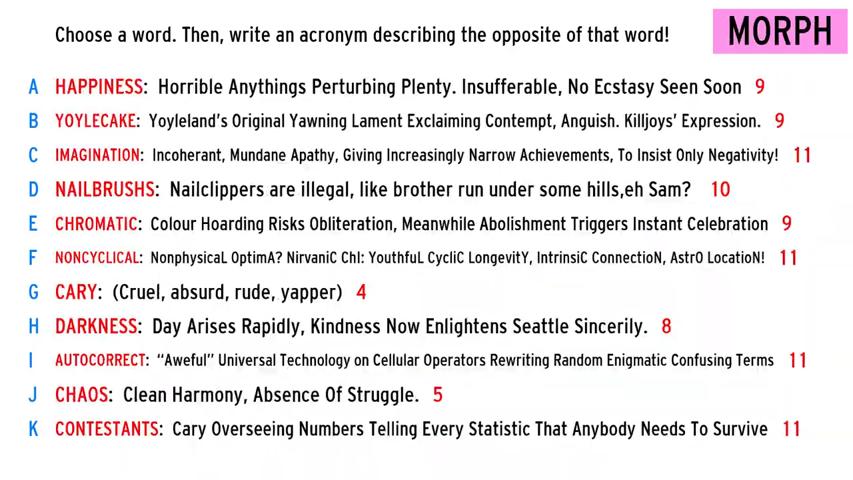 Choose a word. Then, write an acronym describing the opposite of that word!
MORPH
A HAPPINESS: Horrible Anythings Perturbing Plenty. Insufferable, No Ecstasy Seen Soon 9
B YOYLECAKE: Yoyleland's Original Yawning Lament Exclaiming Contempt, Anguish. Killjoys' Expression. 9
C IMAGINATION: Incoherant, Mundane Apathy, Giving Increasingly Narrow Achievements, To Insist Only Negativity! 11
D NAILBRUSHS: Nailclippers are illegal, like brother run under some hills,eh Sam? 10
E CHROMATIC: Colour Hoarding Risks Obliteration, Meanwhile Abolishment Triggers Instant Celebration 9
F NONCYCLICAL: NonphysicaL OptimA? NirvaniC ChI: YouthfuL CycliC LongevitY, IntrinsiC ConnectioN, AstrO LocatioN! 11
G CARY: (Cruel, absurd, rude, yapper) 4
H DARKNESS: Day Arises Rapidly, Kindness Now Enlightens Seattle Sincerily. 8
I AUTOCORRECT: “Aweful” Universal Technology on Cellular Operators Rewriting Random Enigmatic Confusing Terms 11
J CHAOS: Clean Harmony, Absence Of Struggle. 5
K CONTESTANTS: Cary Overseeing Numbers Telling Every Statistic That Anybody Needs To Survive 11